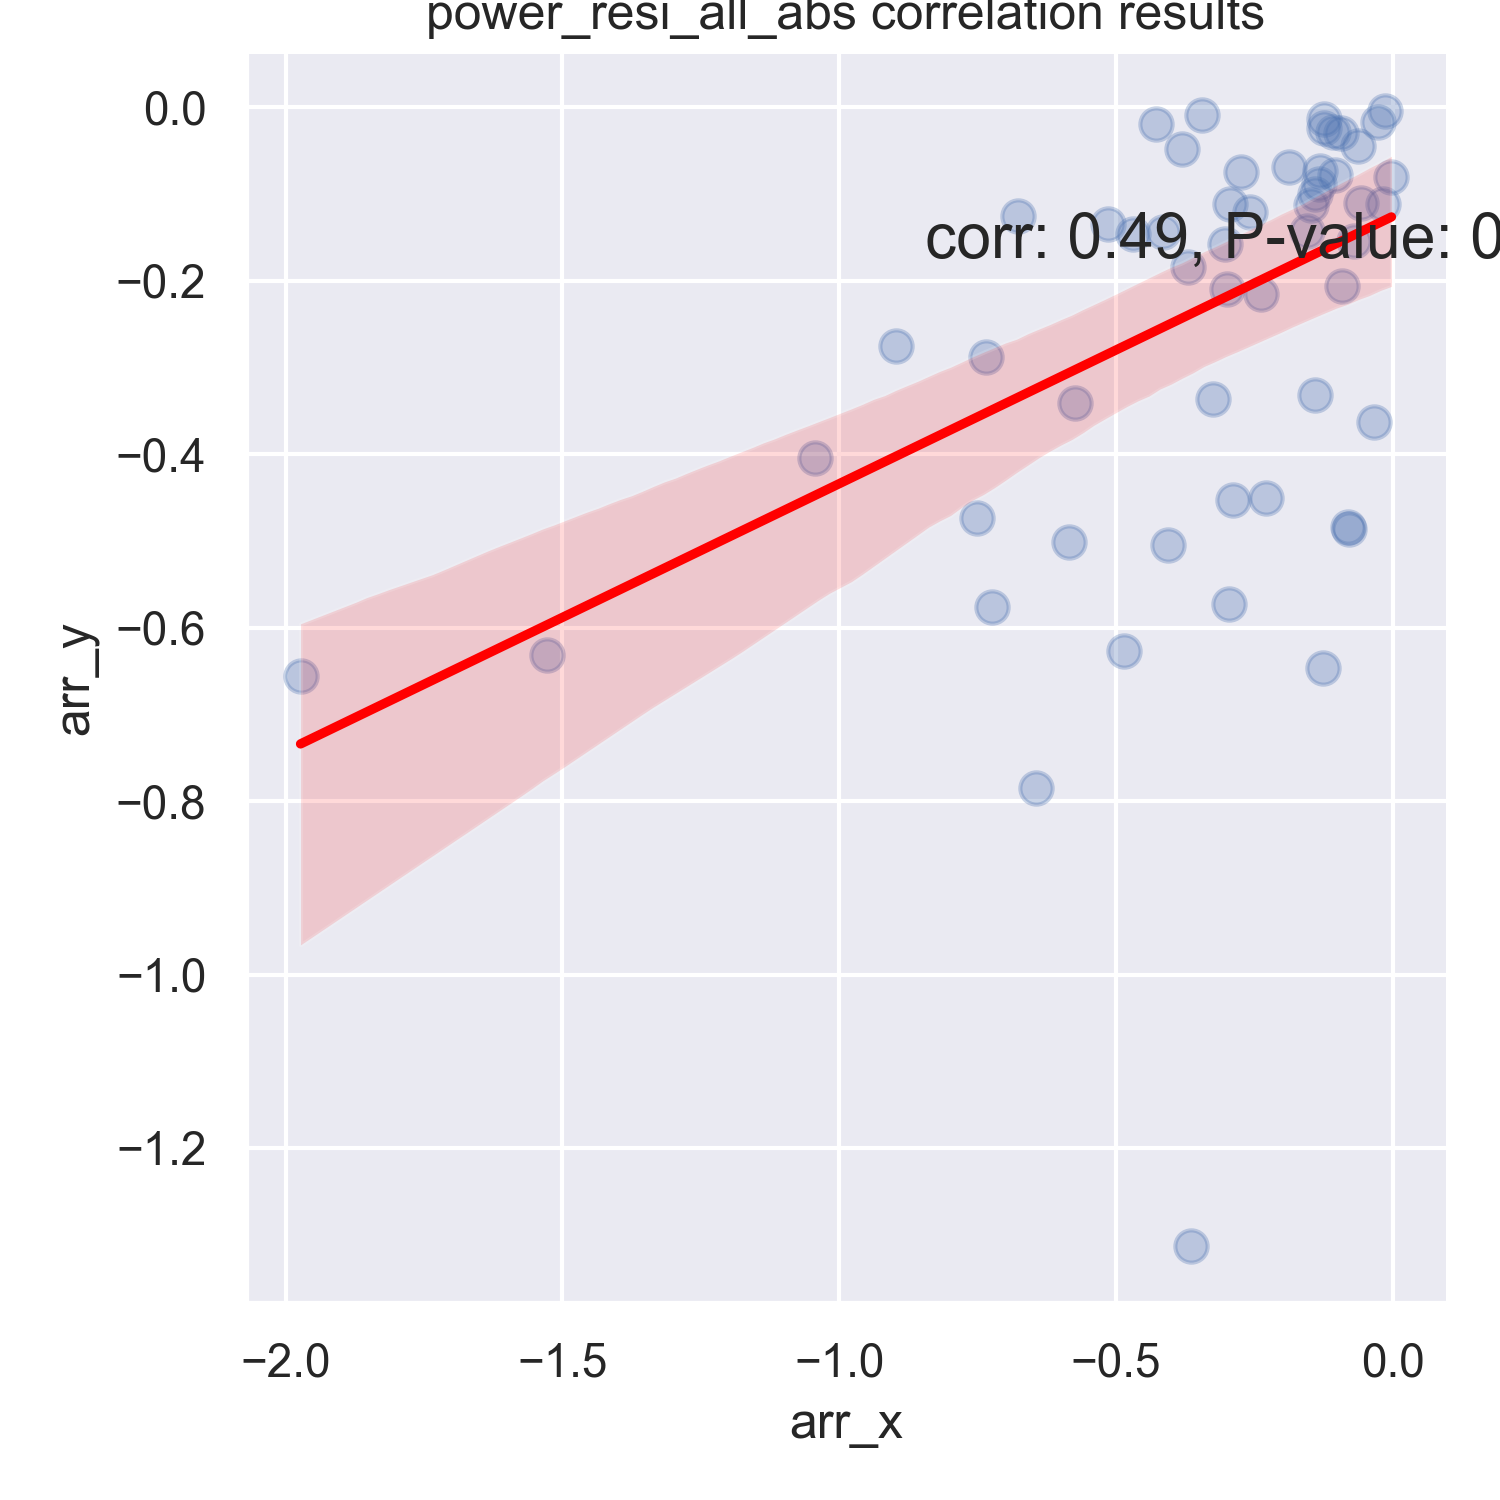 power_resi_all_abs correlation results
0.0
−0.2
−0.4
−0.6
−0.8
−1.0
−1.2
arr_y
corr: 0.49, P-value: 0
−2.0 −1.5 −1.0 −0.5 0.0
arr_x